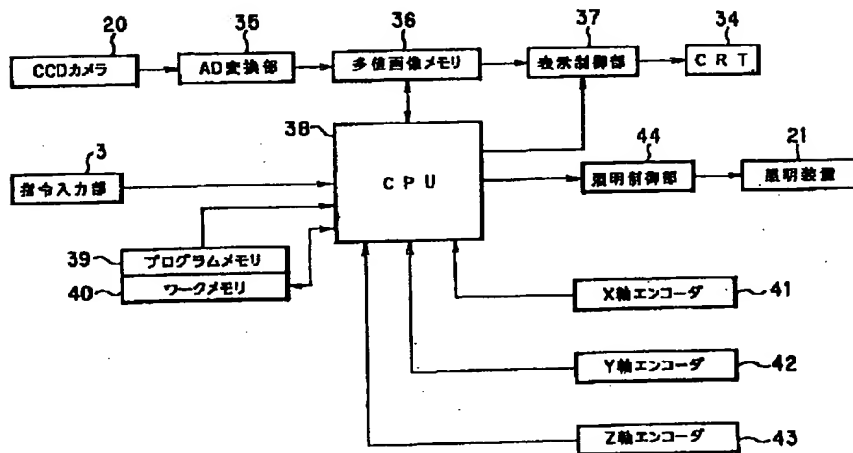 20
35
36
37
34
CCDカメラ
AD変換部
多値画像メモリ
表示制御部
CRT
38
3
指令入力部
CPU
44
21
照明制御部
照明装置
39
プログラムメモリ
40
ワークメモリ
X軸エンコーダ
41
Y軸エンコーダ
42
Z軸エンコーダ
43